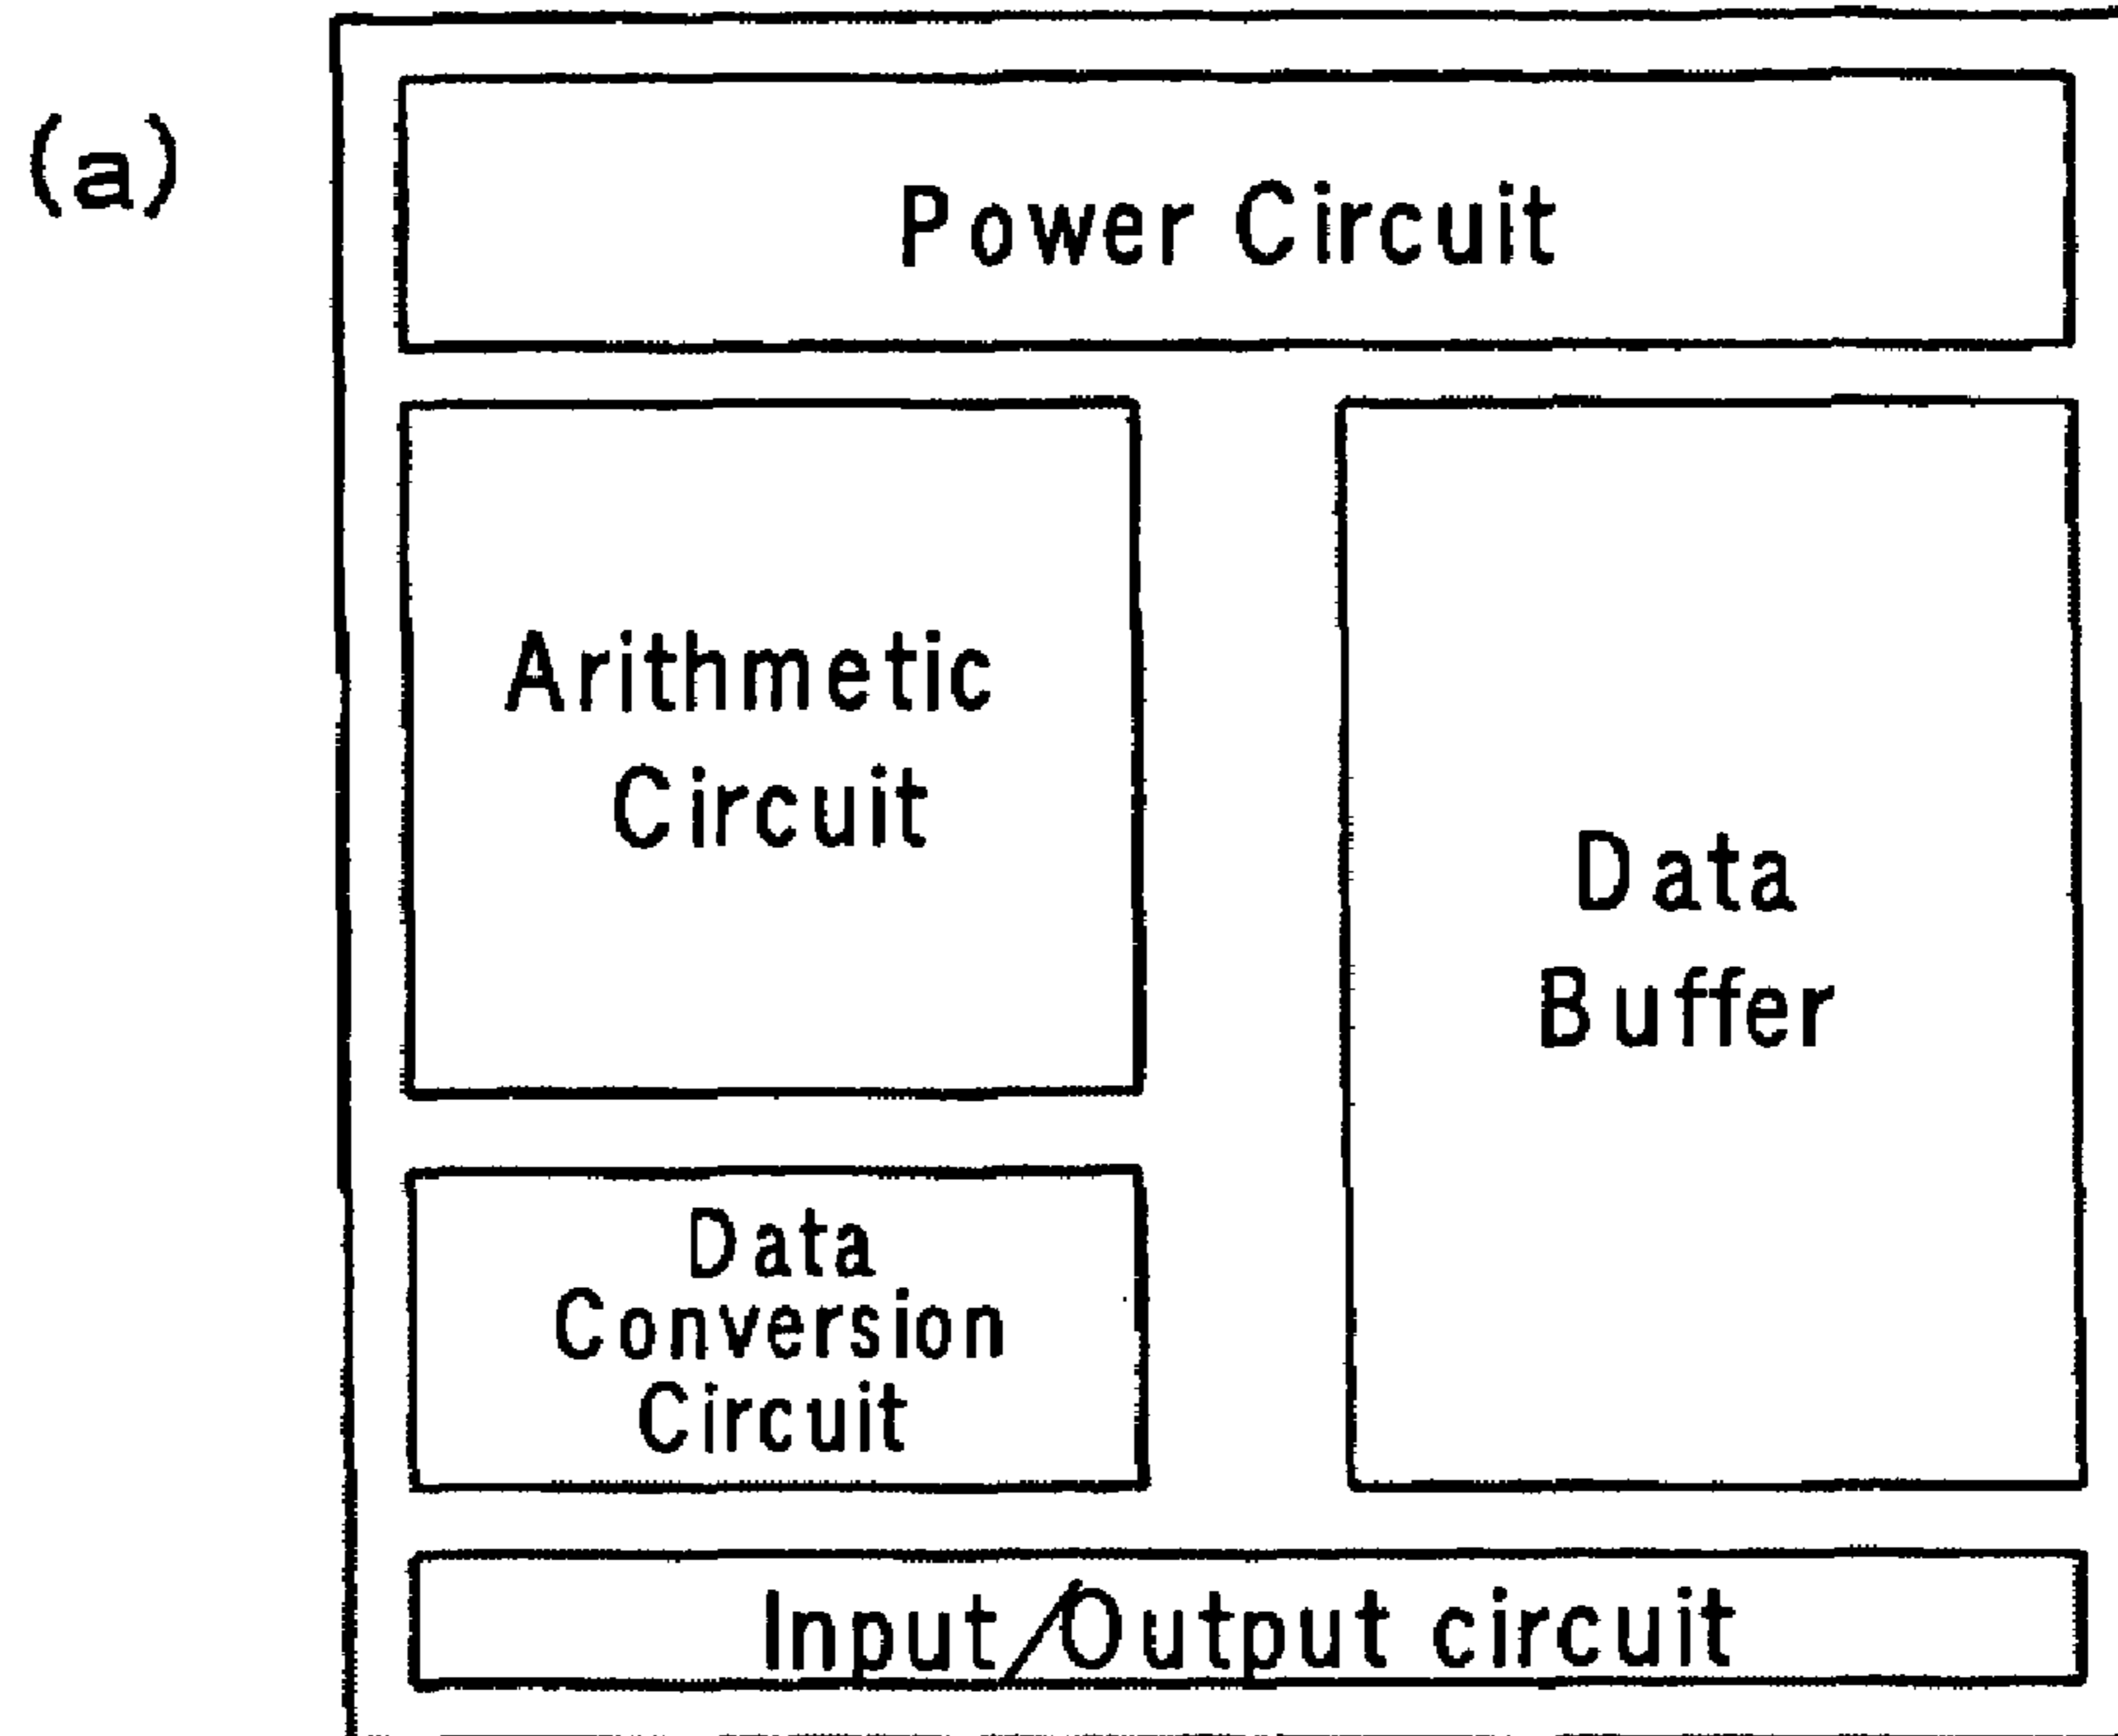 (a)
Power Circuit
Arithmetic
Circuit
Data
Buffer
Data
Conversion
Circuit
Input/Output circuit